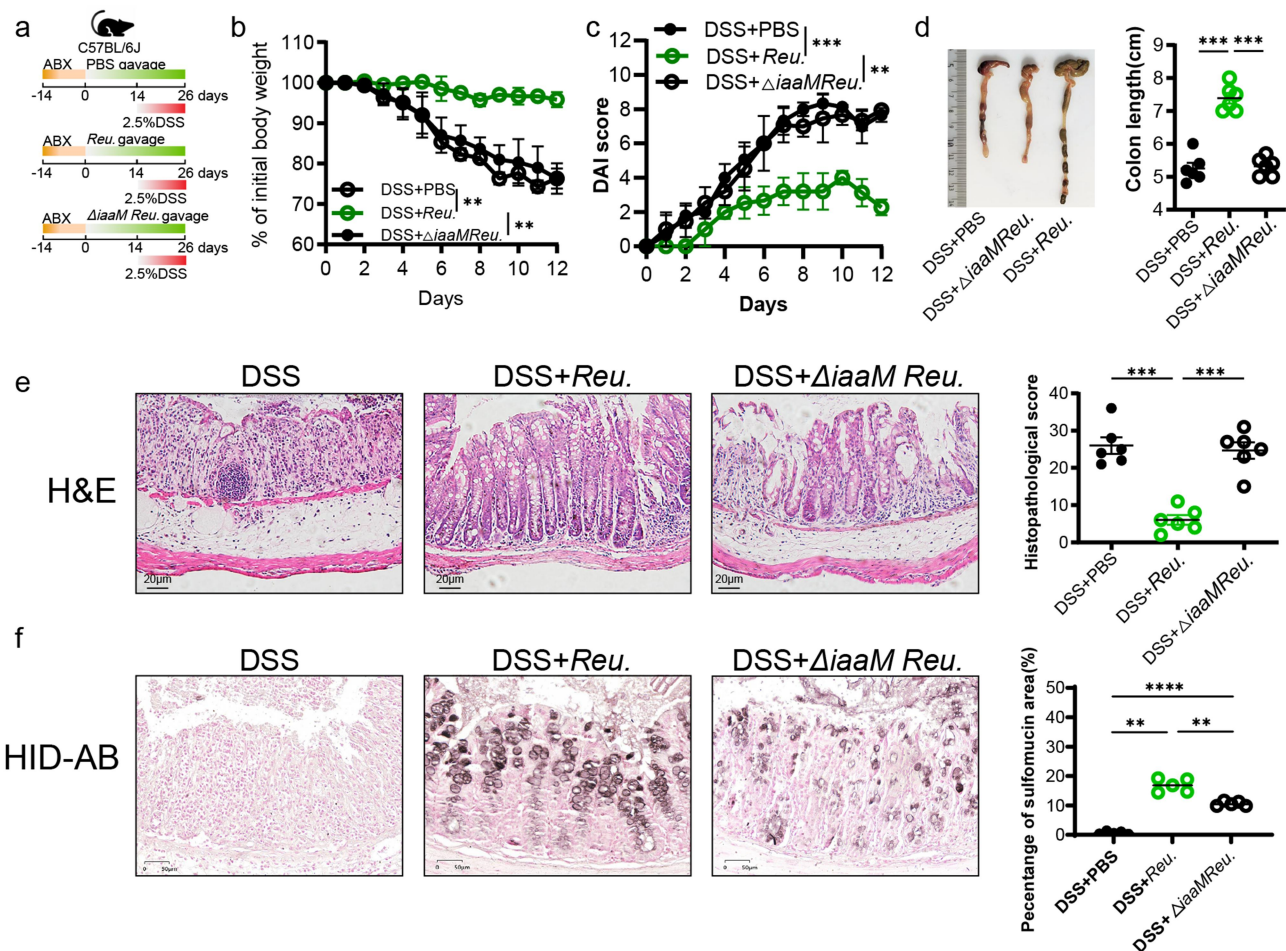 a
C57BL/6J
ABX PBS gavage
-14 0 14 26 days
2.5%DSS
ABX Reu. gavage
-14 0 14 26 days
2.5%DSS
ABX ΔiaaM Reu. gavage
-14 0 14 26 days
2.5%DSS
b
% of initial body weight
110
100
90
80
70
60
DSS+PBS
DSS+Reu.
DSS+△iaaMReu.
**
**
0 2 4 6 8 10 12
Days
c
DSS+PBS
DSS+Reu.
DSS+△iaaMReu.
***
**
DAI score
12
10
8
6
4
2
0
0 2 4 6 8 10 12
Days
d
DSS+PBS
DSS+△iaaMReu.
DSS+Reu.
*** ***
Colon length(cm)
9
8
7
6
5
4
DSS+PBS
DSS+Reu.
DSS+△iaaMReu.
e
DSS
DSS+Reu.
DSS+ΔiaaM Reu.
H&E
20μm
20μm
20μm
*** ***
Histopathological score
40
30
20
10
0
DSS+PBS
DSS+Reu.
DSS+△iaaMReu.
f
DSS
DSS+Reu.
DSS+ΔiaaM Reu.
HID-AB
0 50μm
0 50μm
0 50μm
****
** **
Pecentange of sulfomucin area(%)
50
40
30
20
10
0
DSS+PBS
DSS+Reu.
DSS+ △iaaMReu.